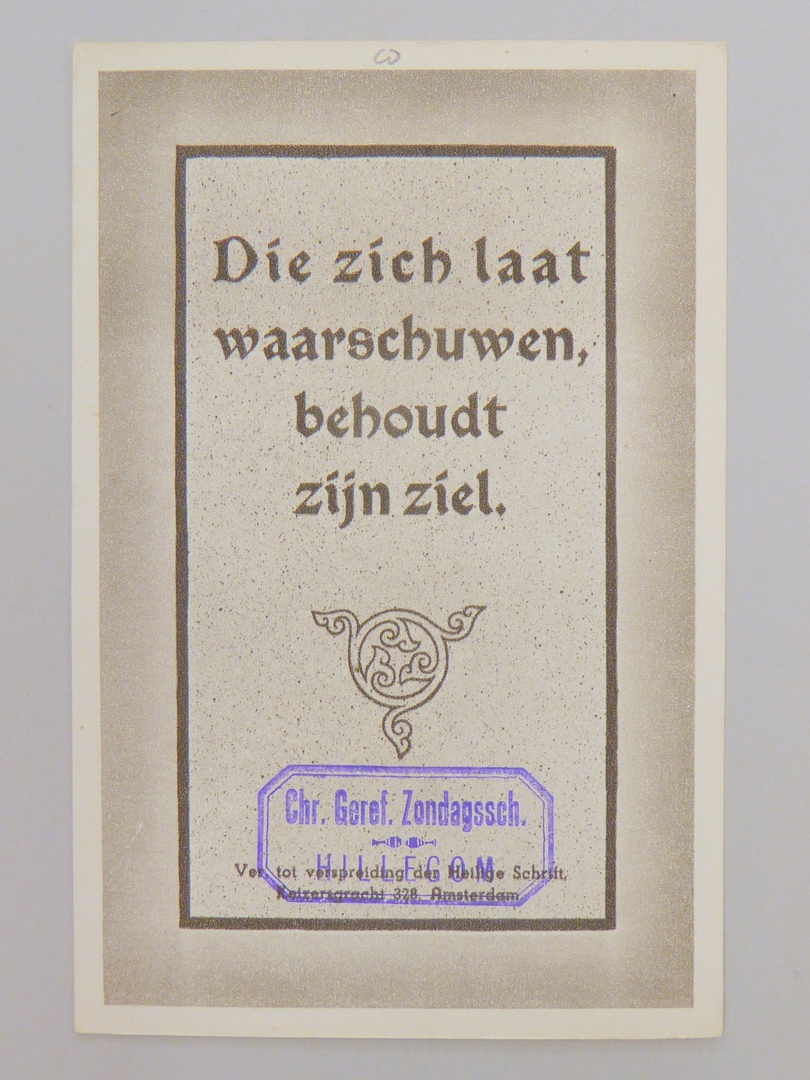 Die zich laat
waarschuwen,
behoudt
zijn ziel.
Chr. Geref. Zondagssch.
HILLEGOM
Ver. tot verspreiding der Heilige Schrift,
Keizersgracht 328, Amsterdam